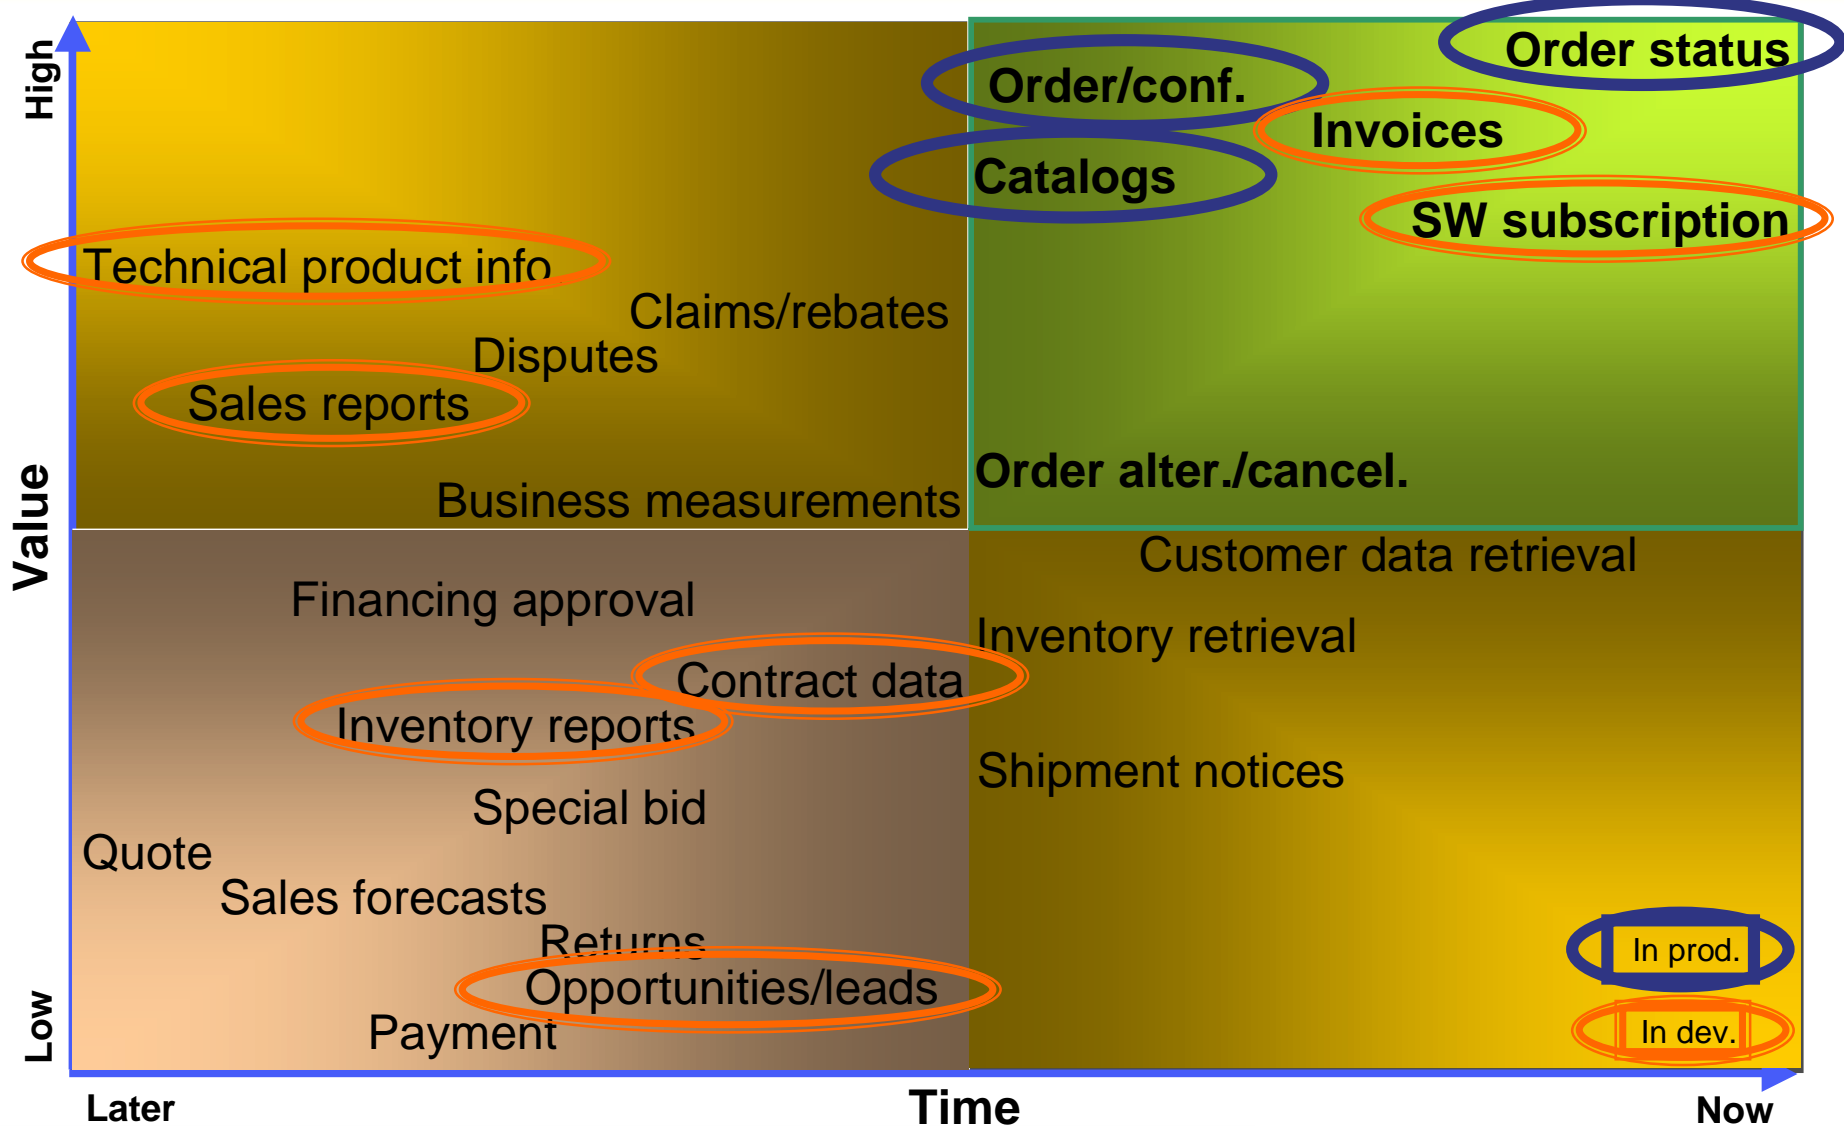 High
Order status
Order/conf.
Invoices
Catalogs
SW subscription
Technical product info
Claims/rebates
Disputes
Sales reports
Order alter./cancel.
Business measurements
Value
Customer data retrieval
Financing approval
Inventory retrieval
Contract data
Inventory reports
Shipment notices
Special bid
Quote
Sales forecasts
Returns
In prod.
Opportunities/leads
Payment
In dev.
Low
Later
Time
Now